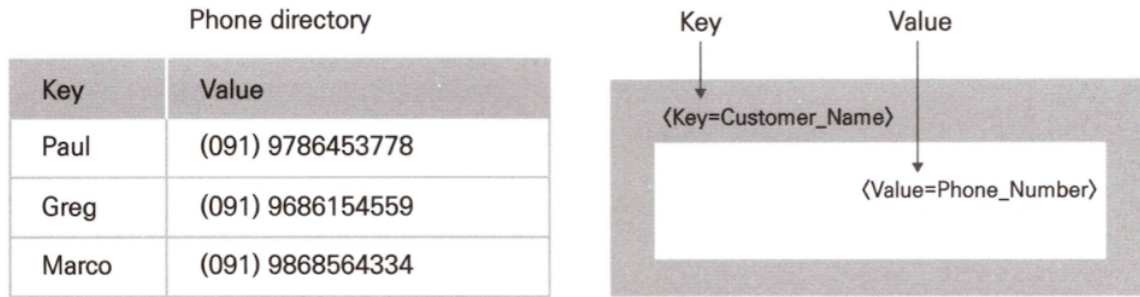 Phone directory
Key Value
Paul (091) 9786453778
Greg (091) 9686154559
Marco (091) 9868564334
Key Value
⟨Key=Customer_Name⟩
⟨Value=Phone_Number⟩